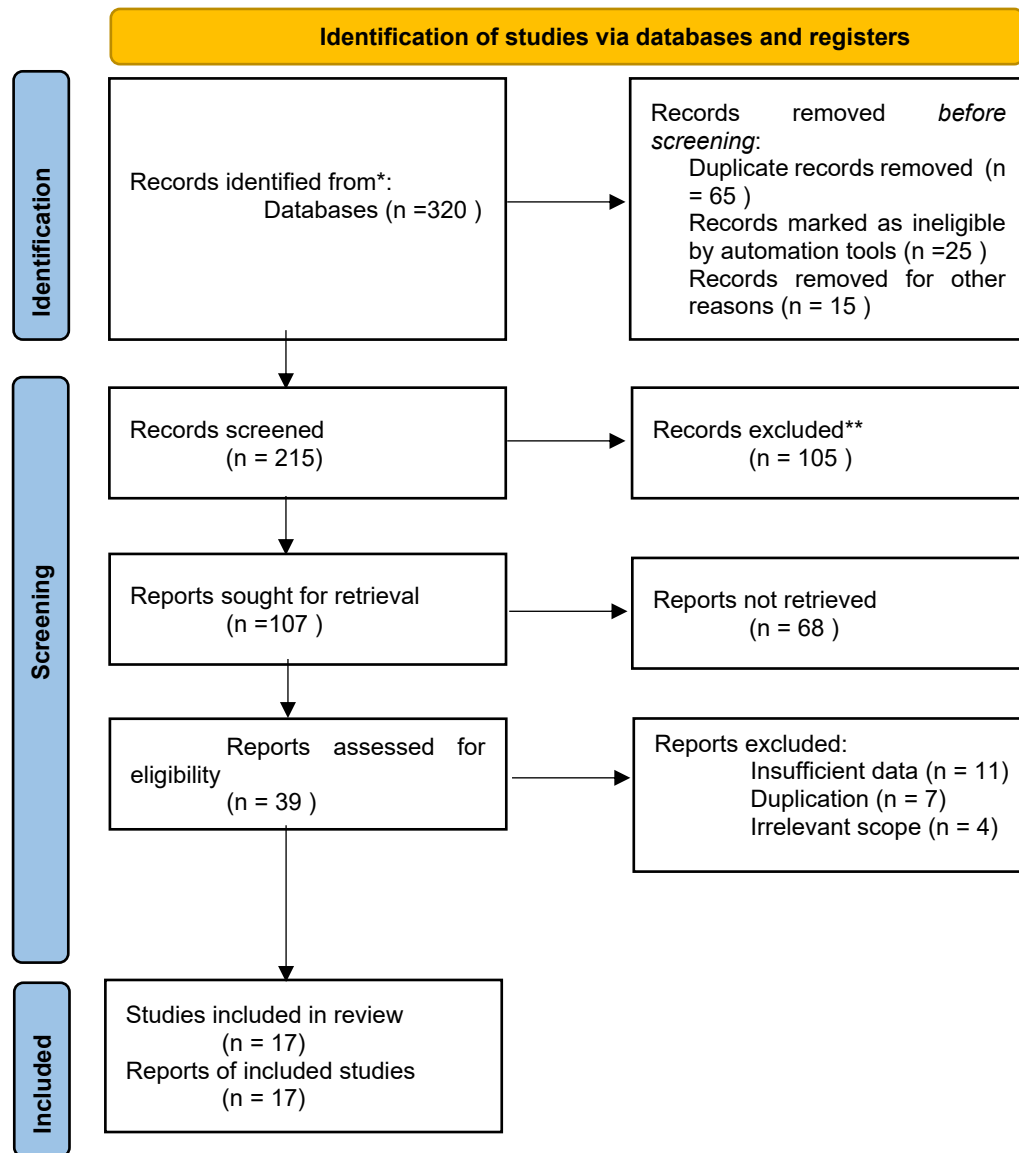 Identification of studies via databases and registers
Identification
Records identified from*:
Databases (n =320 )
Records removed before
screening:
Duplicate records removed (n
= 65 )
Records marked as ineligible
by automation tools (n =25 )
Records removed for other
reasons (n = 15 )
Screening
Records screened
(n = 215)
Records excluded**
(n = 105 )
Reports sought for retrieval
(n =107 )
Reports not retrieved
(n = 68 )
Reports assessed for
eligibility
(n = 39 )
Reports excluded:
Insufficient data (n = 11)
Duplication (n = 7)
Irrelevant scope (n = 4)
Included
Studies included in review
(n = 17)
Reports of included studies
(n = 17)